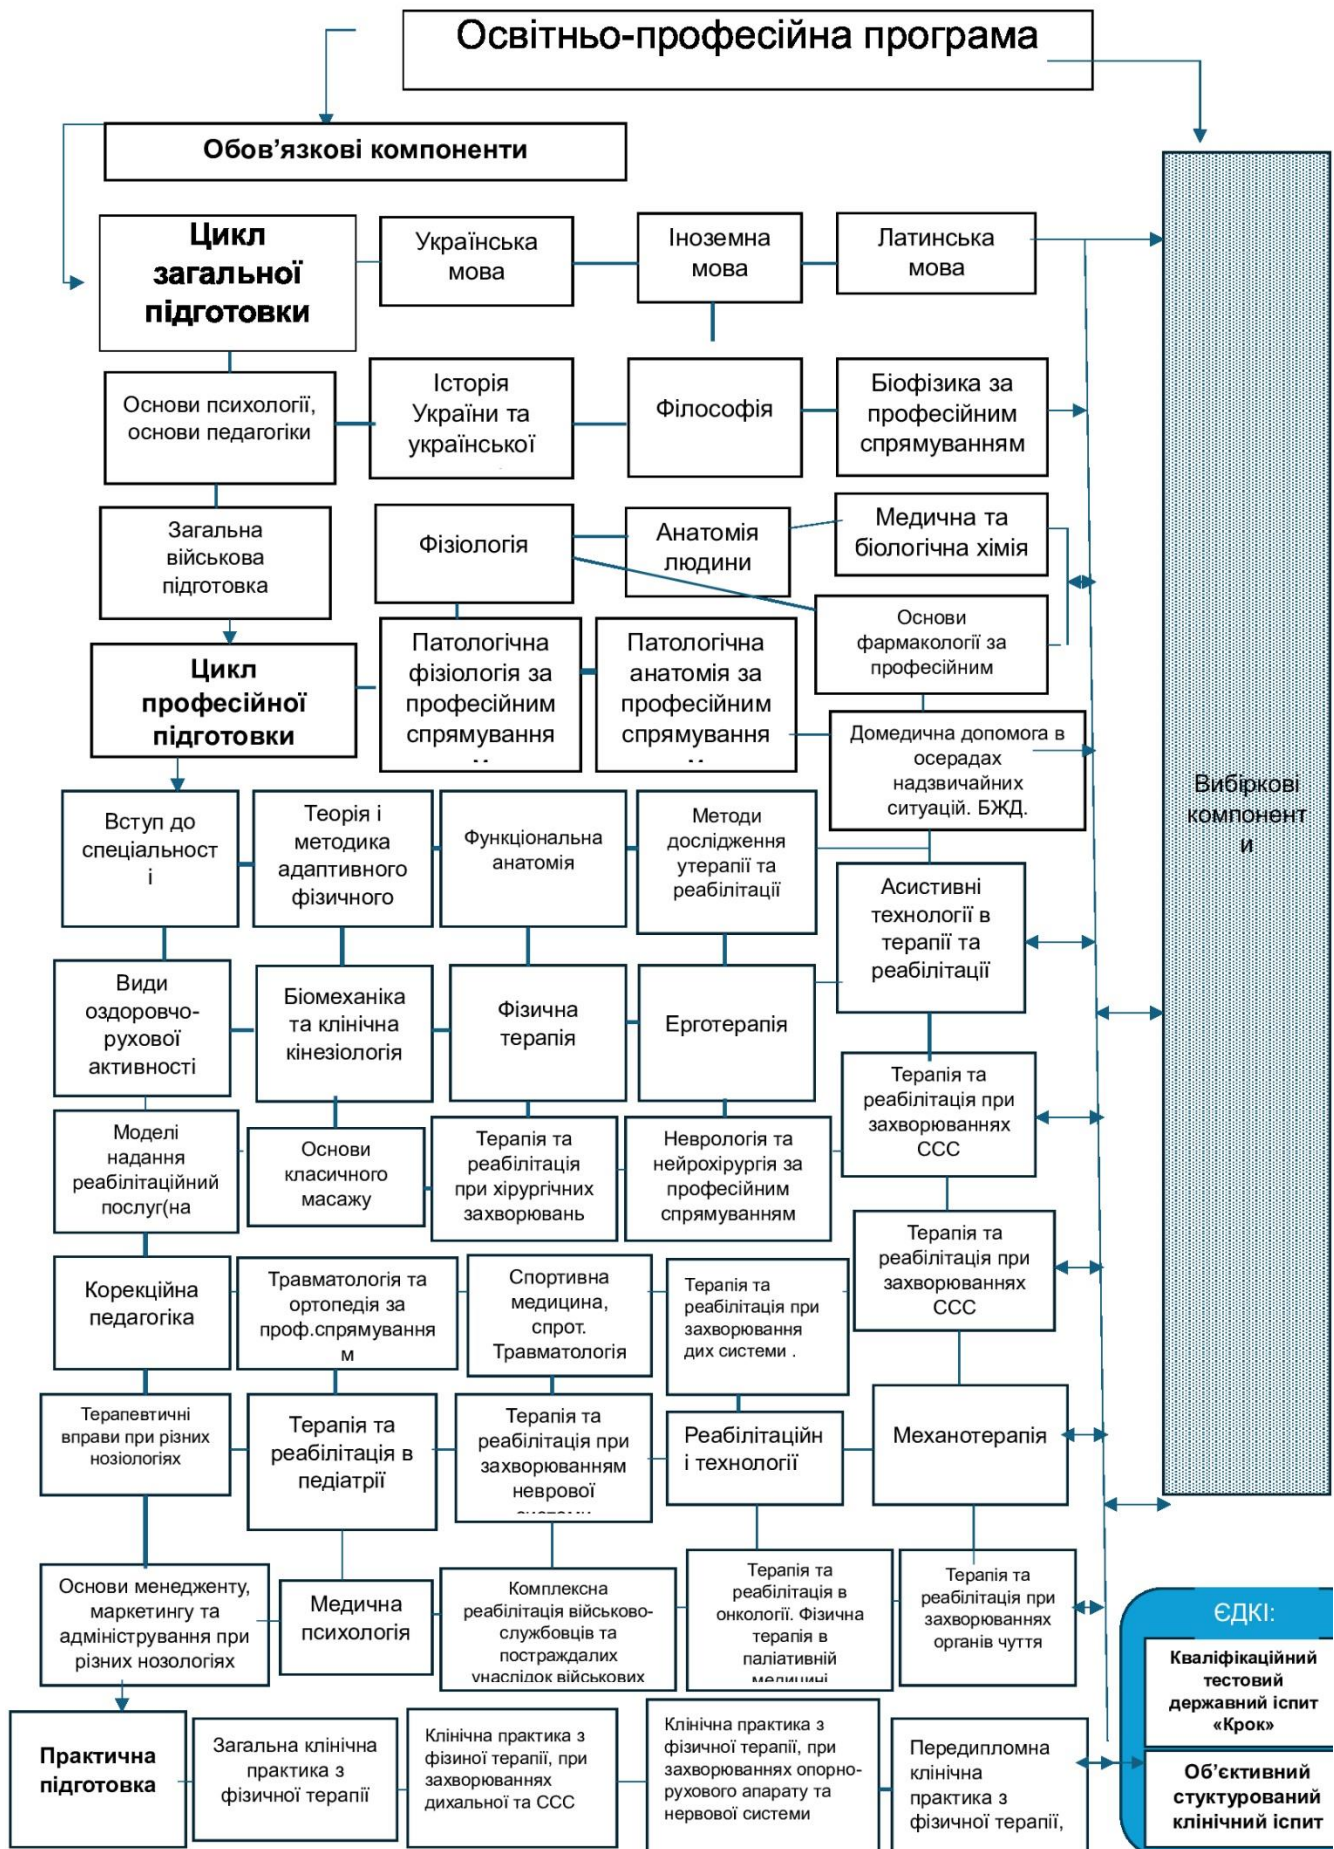 Освітньо-професійна програма
Обов’язкові компоненти
Цикл
загальної
підготовки
Українська
мова
Іноземна
мова
Латинська
мова
Основи психології,
основи педагогіки
Історія
України та
української
Філософія
Біофізика за
професійним
спрямуванням
Загальна
військова
підготовка
Фізіологія
Анатомія
людини
Медична та
біологічна хімія
Основи
фармакології за
професійним
Цикл
професійної
підготовки
Патологічна
фізіологія за
професійним
спрямування
Патологічна
анатомія за
професійним
спрямування
Домедична допомога в
осерадах
надзвичайних
ситуацій. БЖД.
Вибіркові
компонент
и
Вступ до
спеціальност
і
Теорія і
методика
адаптивного
фізичного
Функціональна
анатомія
Методи
дослідження
утерапії та
реабілітації
Асистивні
технології в
терапії та
реабілітації
Види
оздоровчо-
рухової
активності
Біомеханіка
та клінічна
кінезіологія
Фізична
терапія
Ерготерапія
Терапія та
реабілітація при
захворюваннях
ССС
Моделі
надання
реабілітаційний
послуг(на
Основи
класичного
масажу
Терапія та
реабілітація
при хірургічних
захворювань
Неврологія та
нейрохірургія за
професійним
спрямуванням
Терапія та
реабілітація при
захворюваннях
ССС
Корекційна
педагогіка
Травматологія та
ортопедія за
проф.спрямування
м
Спортивна
медицина,
спрот.
Травматологія
Терапія та
реабілітація при
захворювання
дих системи .
Терапевтичні
вправи при різних
нозіологіях
Терапія та
реабілітація в
педіатрії
Терапія та
реабілітація при
захворюванням
неврової
системи
Реабілітаційн
і технології
Механотерапія
Основи менеджменту,
маркетингу та
адміністрування при
різних нозологіях
Медична
психологія
Комплексна
реабілітація військово-
службовців та
постраждалих
унаслідок військових
Терапія та
реабілітація в
онкології. Фізична
терапія в
паліативній
медицині
Терапія та
реабілітація при
захворюваннях
органів чуття
ЄДКІ:
Кваліфікаційний
тестовий
державний іспит
«Крок»
Об’єктивний
стуктурований
клінічний іспит
Практична
підготовка
Загальна клінічна
практика з
фізичної терапії
Клінічна практика з
фізиної терапії, при
захворюваннях
дихальної та ССС
Клінічна практика з
фізичної терапії, при
захворюваннях опорно-
рухового апарату та
нервової системи
Передипломна
клінічна
практика з
фізичної терапії,